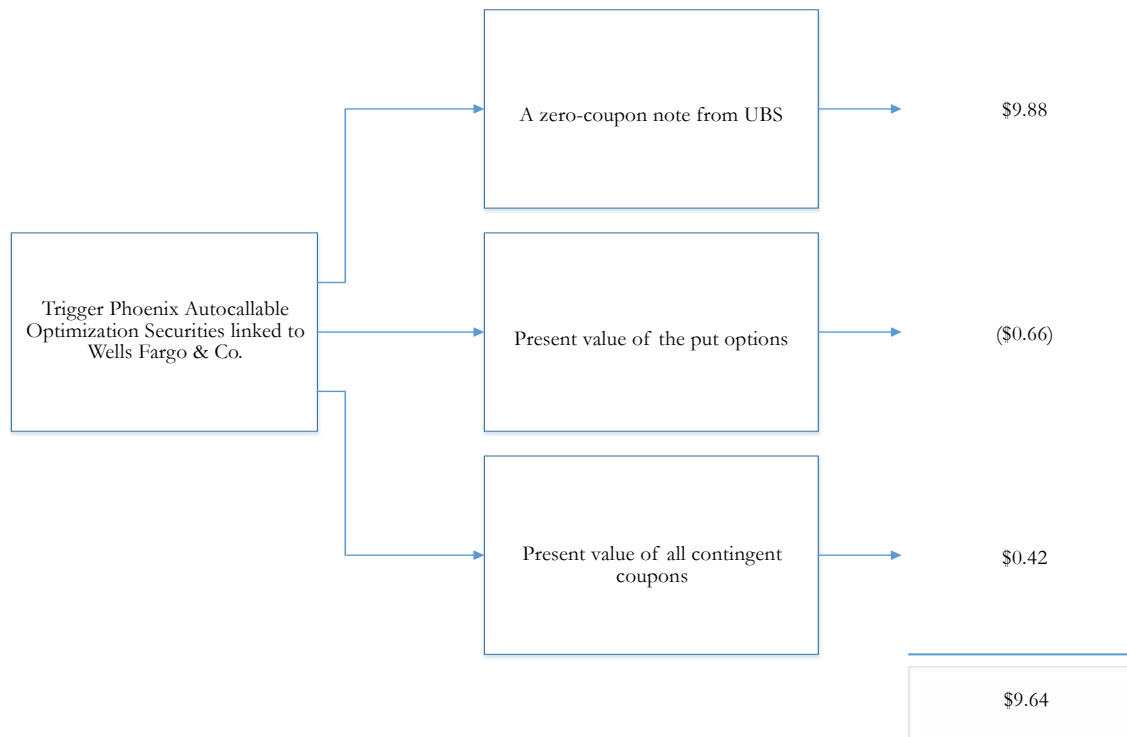 A zero-coupon note from UBS
$9.88
Trigger Phoenix Autocallable
Optimization Securities linked to
Wells Fargo & Co.
Present value of the put options
($0.66)
Present value of all contingent
coupons
$0.42
$9.64